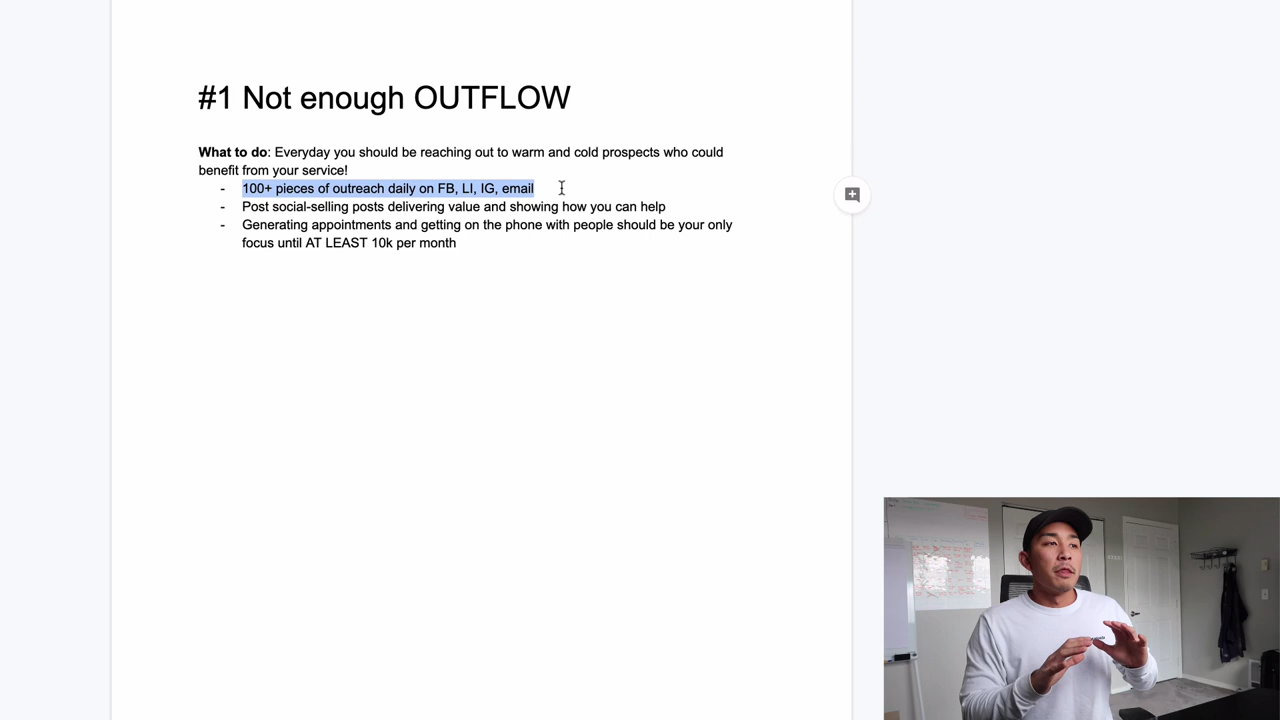 #1 Not enough OUTFLOW
What to do: Everyday you should be reaching out to warm and cold prospects who could
benefit from your service!
- 100+ pieces of outreach daily on FB, LI, IG, email
- Post social-selling posts delivering value and showing how you can help
- Generating appointments and getting on the phone with people should be your only
focus until AT LEAST 10k per month